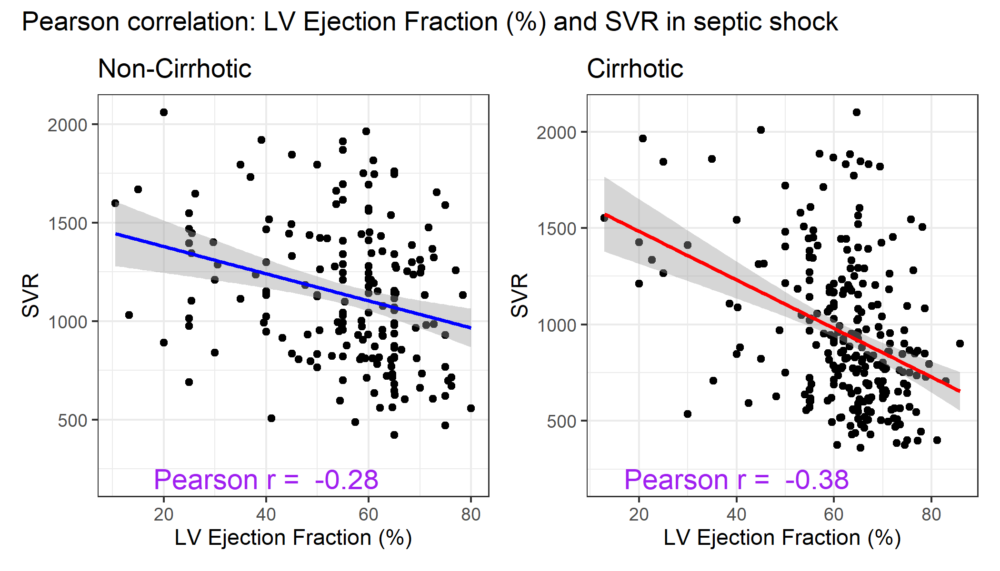 Pearson correlation: LV Ejection Fraction (%) and SVR in septic shock
Non-Cirrhotic
2000
1500
1000
500
SVR
Pearson r = -0.28
20 40 60 80
LV Ejection Fraction (%)
Cirrhotic
2000
1500
1000
500
SVR
Pearson r = -0.38
20 40 60 80
LV Ejection Fraction (%)